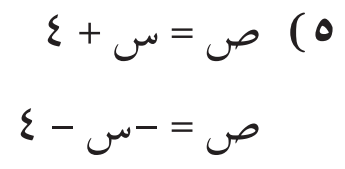 ٥) ص = س + ٤
ص = -س - ٤